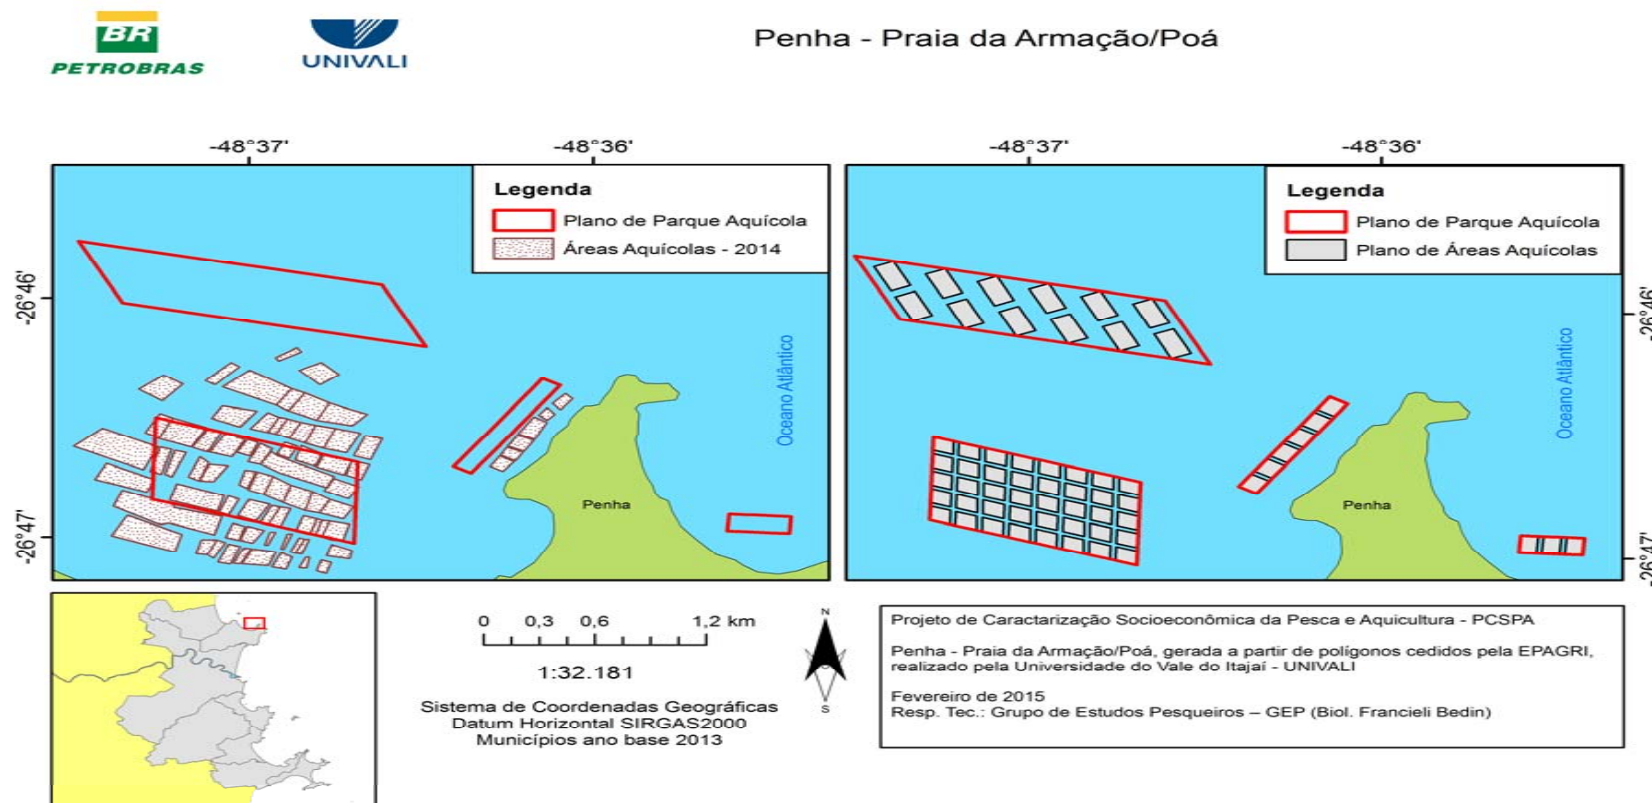 BR
PETROBRAS
UNIVALI
Penha - Praia da Armação/Poá
-48°37'
-48°36'
-48°37'
-48°36'
Legenda
Plano de Parque Aquícola
Áreas Aquícolas - 2014
Legenda
Plano de Parque Aquícola
Plano de Áreas Aquícolas
-26°46'
-26°47'
Oceano Atlântico
Penha
Oceano Atlântico
Penha
-26°46'
-26°47'
0 0,3 0,6 1,2 km
1:32.181
Sistema de Coordenadas Geográficas
Datum Horizontal SIRGAS2000
Municípios ano base 2013
N
S
Projeto de Caractarização Socioeconômica da Pesca e Aquicultura - PCSPA
Penha - Praia da Armação/Poá, gerada a partir de polígonos cedidos pela EPAGRI,
realizado pela Universidade do Vale do Itajaí - UNIVALI
Fevereiro de 2015
Resp. Tec.: Grupo de Estudos Pesqueiros – GEP (Biol. Francieli Bedin)